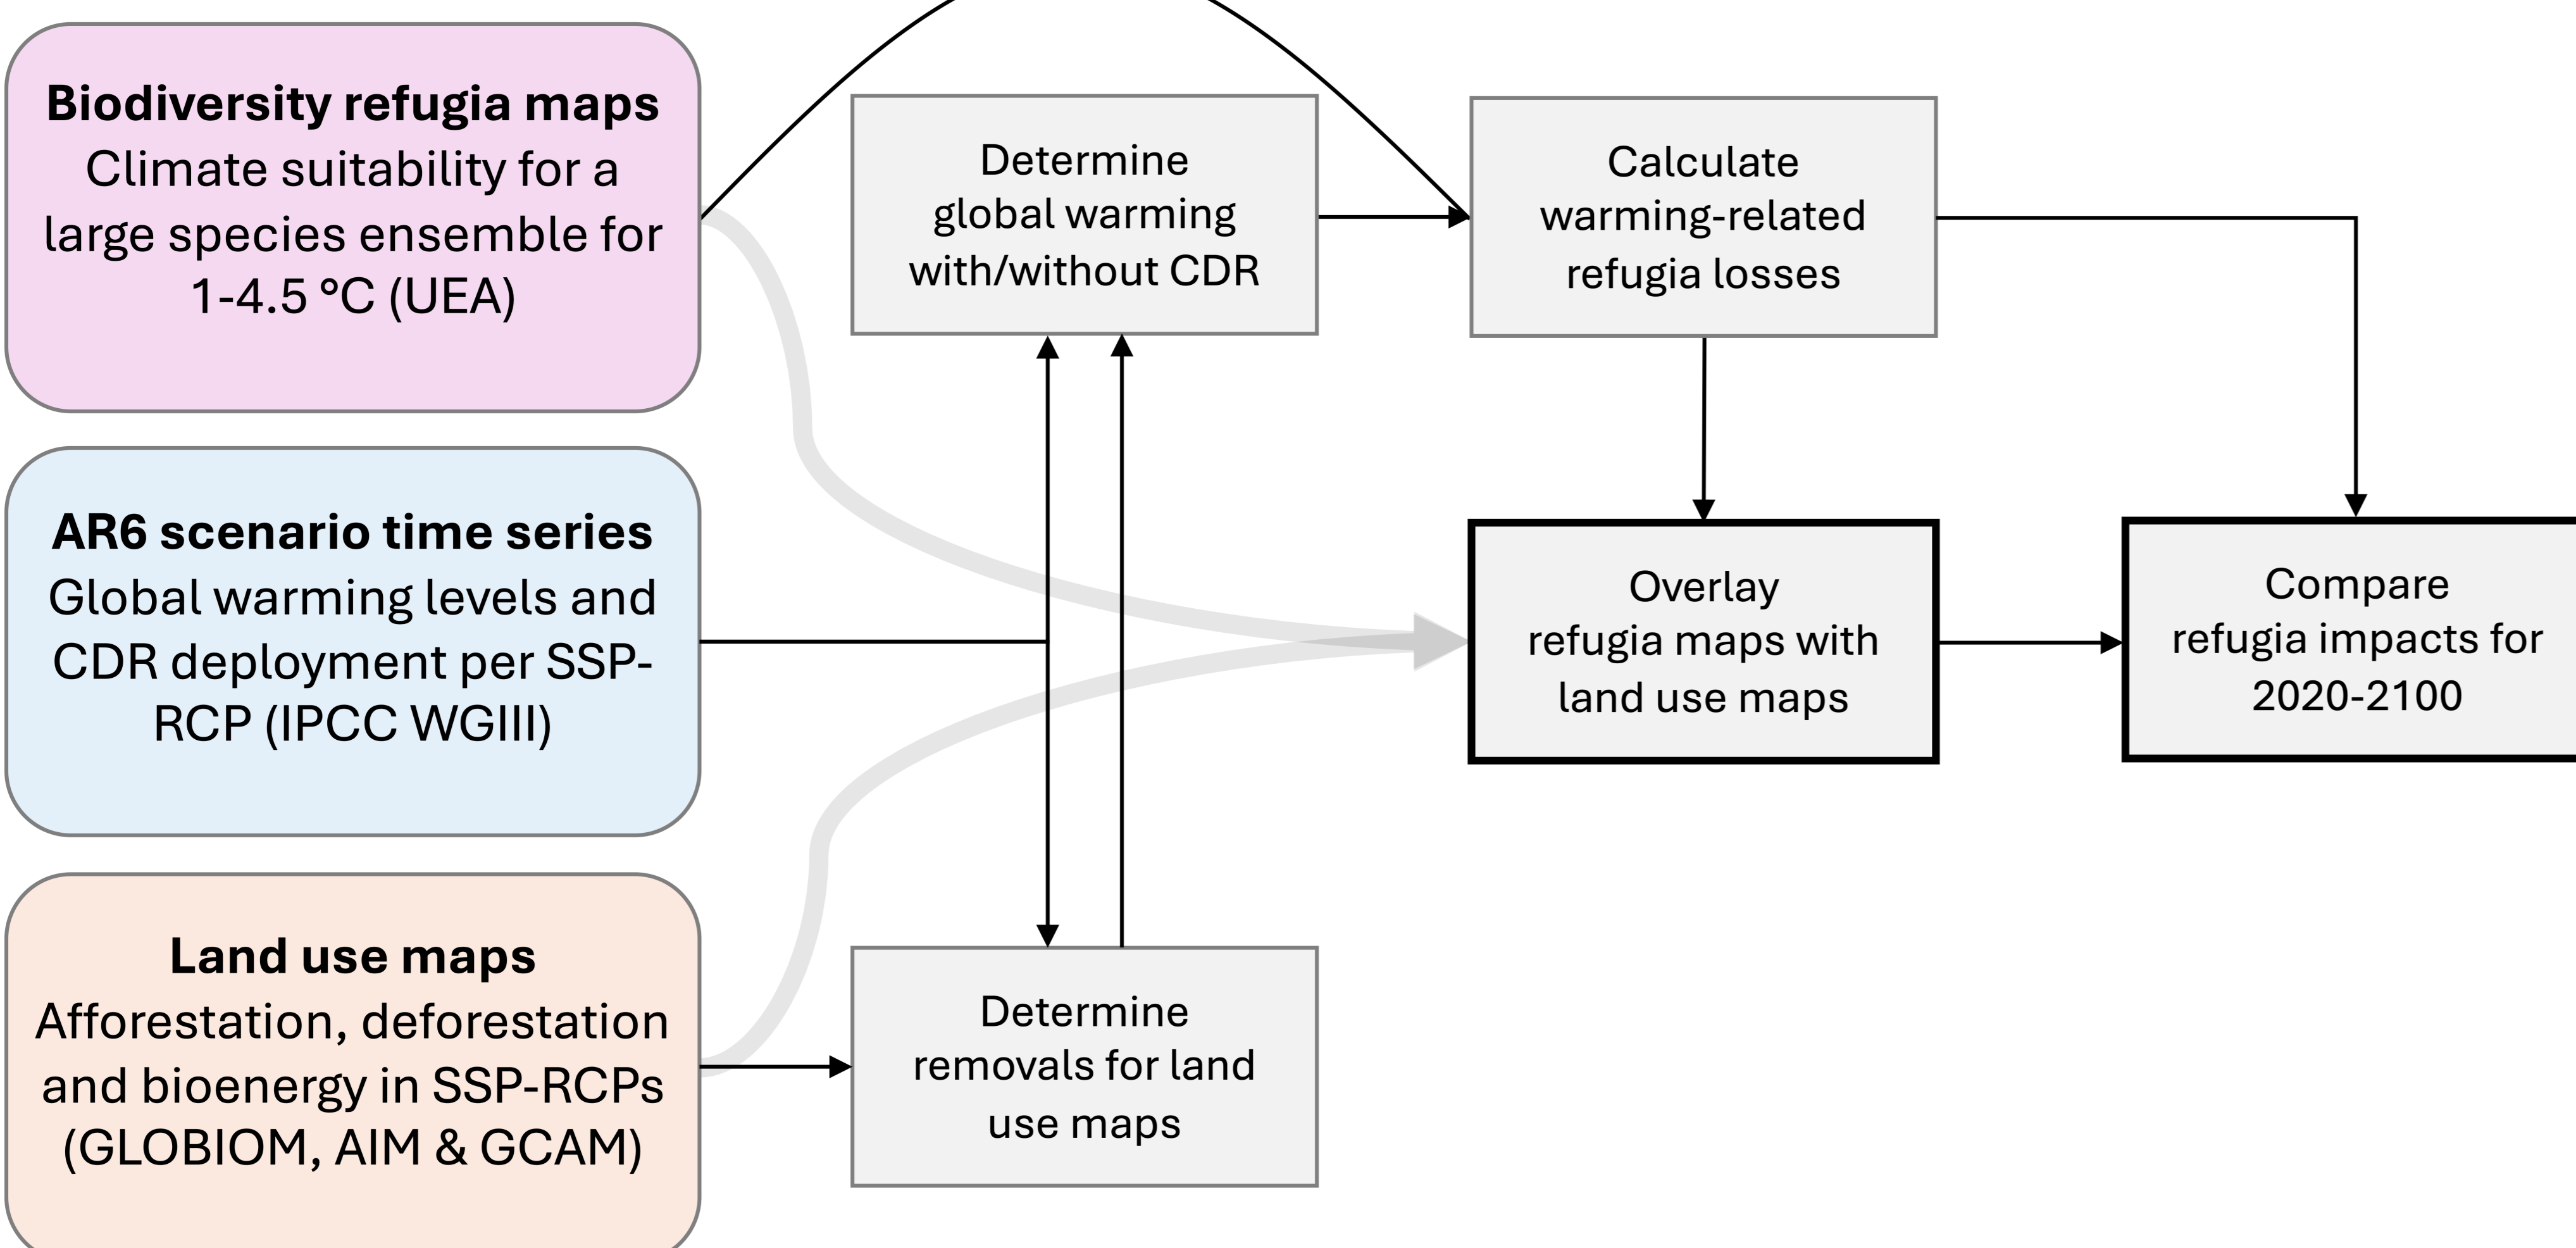 Biodiversity refugia maps
Climate suitability for a
large species ensemble for
1-4.5 °C (UEA)
AR6 scenario time series
Global warming levels and
CDR deployment per SSP-
RCP (IPCC WGIII)
Land use maps
Afforestation, deforestation
and bioenergy in SSP-RCPs
(GLOBIOM, AIM & GCAM)
Determine
global warming
with/without CDR
Determine
removals for land
use maps
Calculate
warming-related
refugia losses
Overlay
refugia maps with
land use maps
Compare
refugia impacts for
2020-2100